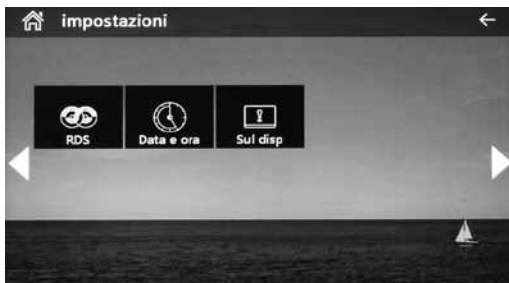 impostazioni
RDS
Data e ora
Sul disp